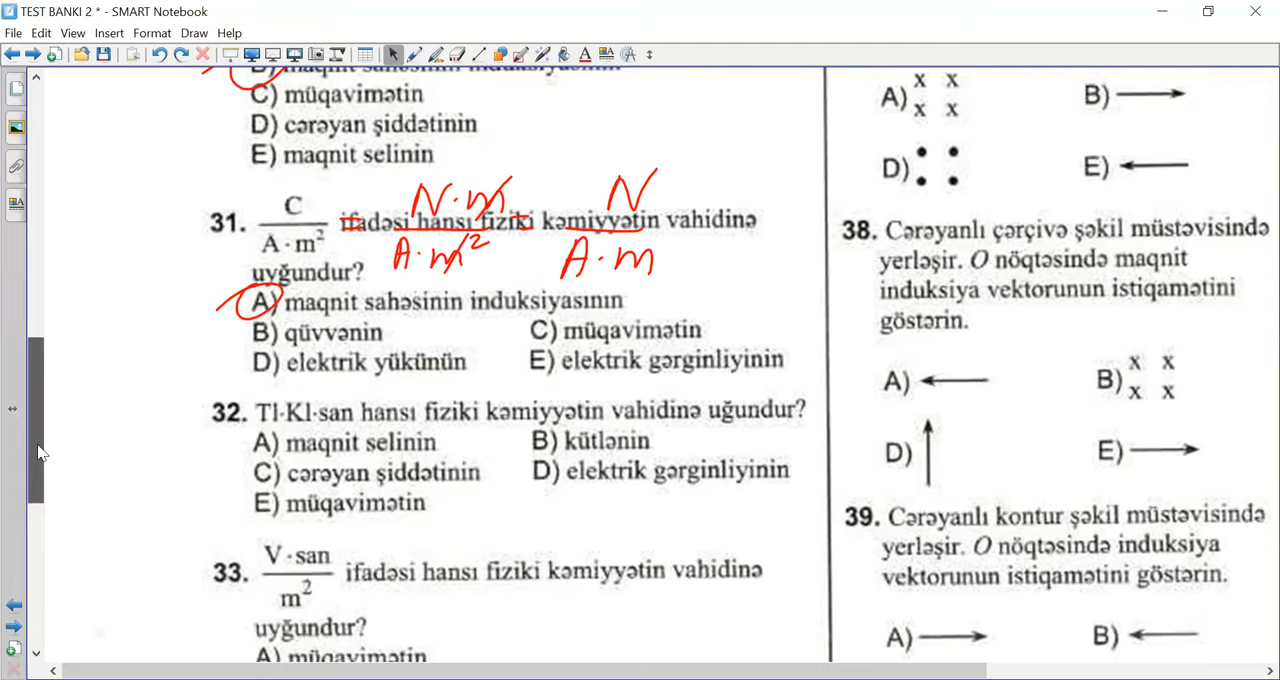 TEST BANKI 2 * - SMART Notebook
File Edit View Insert Format Draw Help
C) müqavimətin
D) cərəyan şiddətinin
E) maqnit selinin
N·m N
31. C / A·m² ifadəsi hansı fiziki kəmiyyətin vahidinə
A·m² A·m
uyğundur?
A) maqnit sahəsinin induksiyasının
B) qüvvənin C) müqavimətin
D) elektrik yükünün E) elektrik gərginliyinin
32. Tl·Kl·san hansı fiziki kəmiyyətin vahidinə uğundur?
A) maqnit selinin B) kütlənin
C) cərəyan şiddətinin D) elektrik gərginliyinin
E) müqavimətin
33. V·san / m² ifadəsi hansı fiziki kəmiyyətin vahidinə
uyğundur?
A) müqavimətin
A) x x B)
x x
D) E)
38. Cərəyanlı çərçivə şəkil müstəvisində
yerləşir. O nöqtəsində maqnit
induksiya vektorunun istiqamətini
göstərin.
A) B) x x
x x
D) E)
39. Cərəyanlı kontur şəkil müstəvisində
yerləşir. O nöqtəsində induksiya
vektorunun istiqamətini göstərin.
A) B)